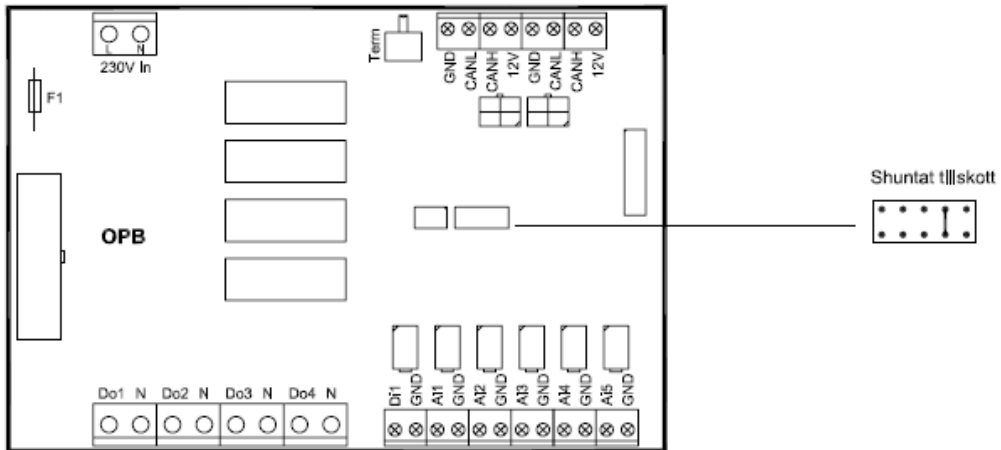 L N
230V In
F1
Term
GND CANL CANH 12V GND CANL CANH 12V
Shuntat tillskott
OPB
Do1 N Do2 N Do3 N Do4 N
Di1 GND AI1 GND AI2 GND AI3 GND AI4 GND AI5 GND